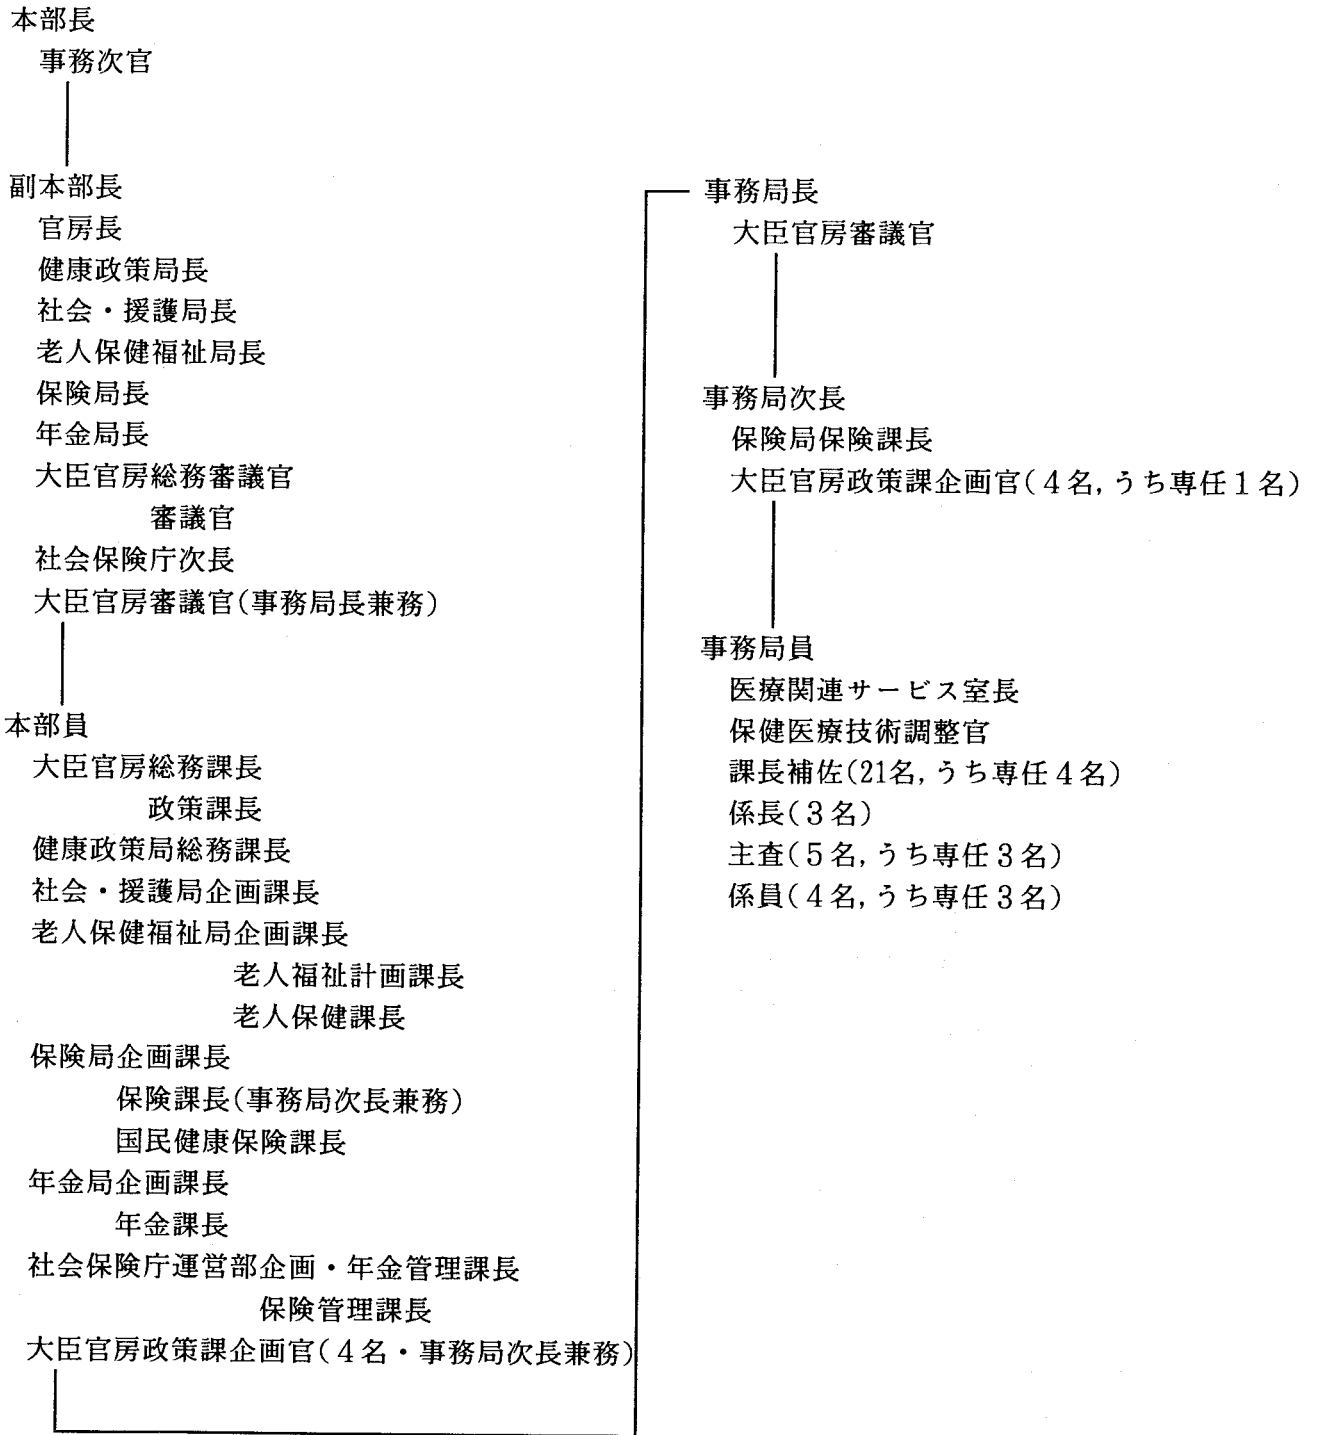 本部長
事務次官
副本部長
官房長
健康政策局長
社会・援護局長
老人保健福祉局長
保険局長
年金局長
大臣官房総務審議官
審議官
社会保険庁次長
大臣官房審議官(事務局長兼務)
本部員
大臣官房総務課長
政策課長
健康政策局総務課長
社会・援護局企画課長
老人保健福祉局企画課長
老人福祉計画課長
老人保健課長
保険局企画課長
保険課長(事務局次長兼務)
国民健康保険課長
年金局企画課長
年金課長
社会保険庁運営部企画・年金管理課長
保険管理課長
大臣官房政策課企画官(4名・事務局次長兼務)
事務局長
大臣官房審議官
事務局次長
保険局保険課長
大臣官房政策課企画官(4名,うち専任1名)
事務局員
医療関連サービス室長
保健医療技術調整官
課長補佐(21名,うち専任4名)
係長(3名)
主査(5名,うち専任3名)
係員(4名,うち専任3名)